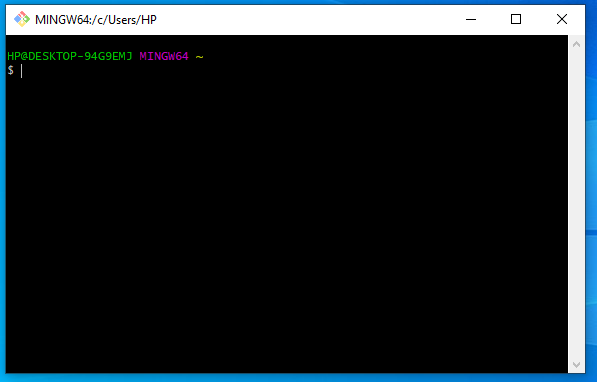 MINGW64:/c/Users/HP
HP@DESKTOP-94G9EMJ MINGW64 ~
$